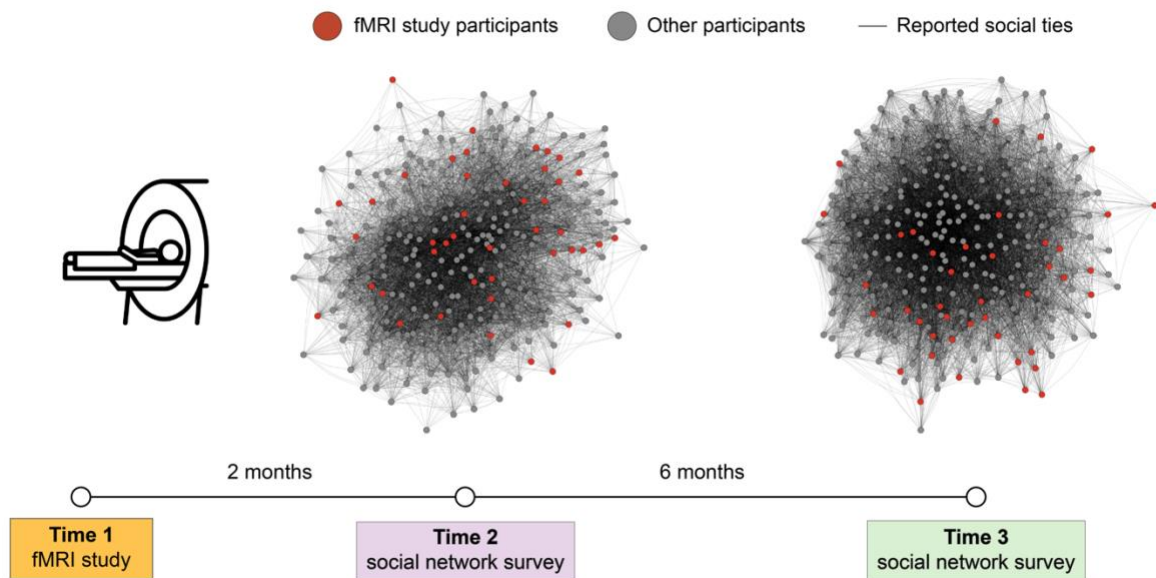 fMRI study participants
Other participants
Reported social ties
2 months
6 months
Time 1
fMRI study
Time 2
social network survey
Time 3
social network survey